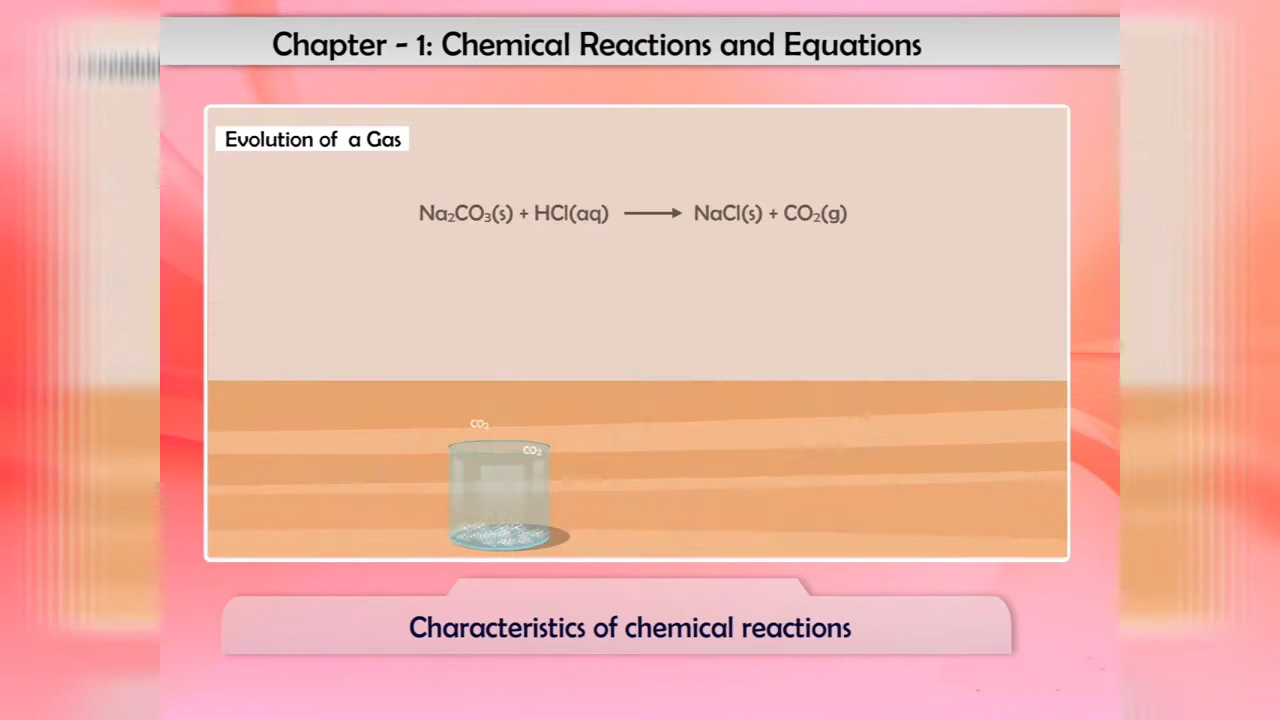 Chapter - 1: Chemical Reactions and Equations
Evolution of a Gas
Na₂CO₃(s) + HCl(aq) ⟶ NaCl(s) + CO₂(g)
CO₂
CO₂
Characteristics of chemical reactions